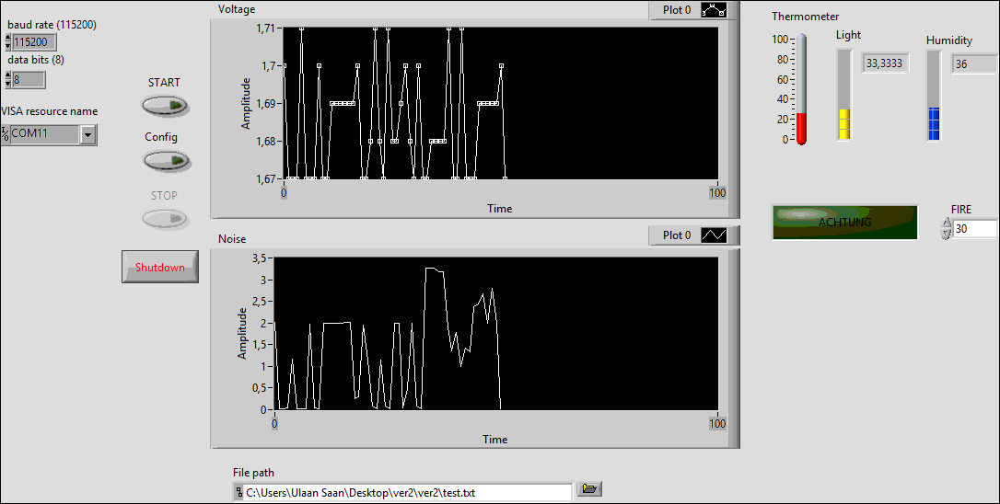 baud rate (115200)
115200
data bits (8)
8
VISA resource name
COM11
START
Config
STOP
Shutdown
Voltage
Plot 0
1,71
1,7
1,69
1,68
1,67
Amplitude
0
100
Time
Noise
Plot 0
3,5
3
2,5
2
1,5
1
0,5
0
Amplitude
0
100
Time
File path
C:\Users\Ulaan Saan\Desktop\ver2\ver2\test.txt
Thermometer
100
80
60
40
20
0
Light
33,3333
Humidity
36
ACHTUNG
FIRE
30